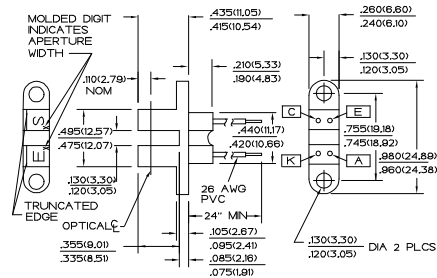 MOLDED DIGIT
INDICATES
APERTURE
WIDTH
.435(11,05)
.415(10,54)
.260(6,60)
.240(6,10)
.110(2,79)
NOM
.210(5,33)
.190(4,83)
.130(3,30)
.120(3,05)
S
E
C
E
K
A
.495(12,57)
.475(12,07)
.440(11,17)
.420(10,66)
.755(19,18)
.745(18,92)
.980(24,89)
.960(24,38)
.130(3,30)
.120(3,05)
26 AWG
PVC
TRUNCATED
EDGE
OPTICAL
24" MIN
.355(9,01)
.335(8,51)
.105(2,67)
.095(2,41)
.085(2,16)
.075(1,91)
.130(3,30)
.120(3,05)
DIA 2 PLCS